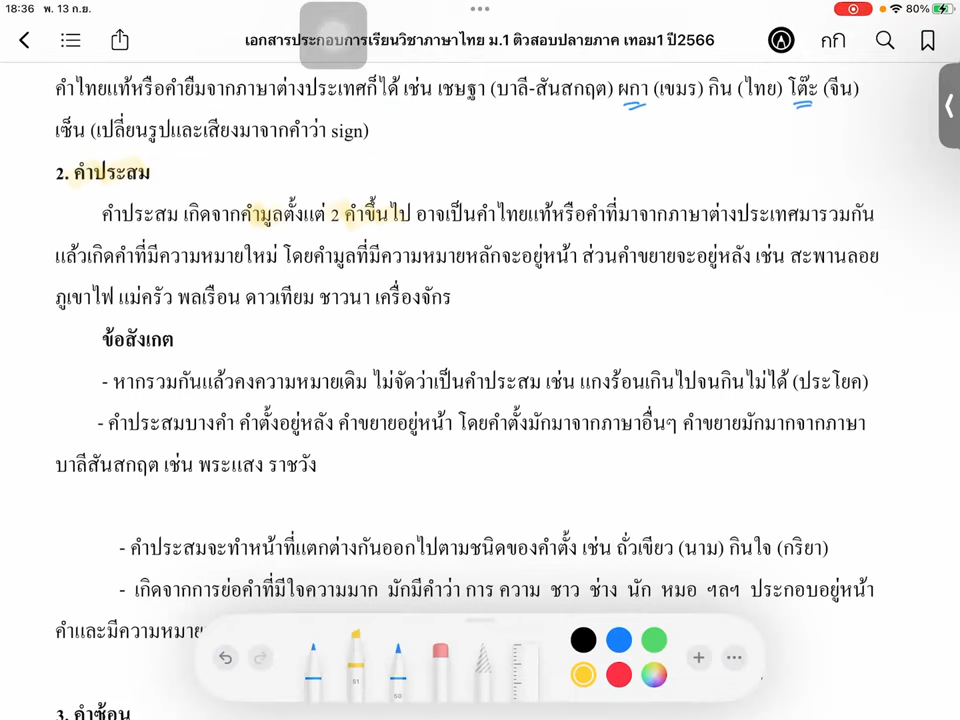 18:36 พ. 13 ก.ย.
80%
เอกสารประกอบการเรียนวิชาภาษาไทย ม.1 ติวสอบปลายภาค เทอม1 ปี2566
กกิ
คำไทยแท้หรือคำยืมจากภาษาต่างประเทศก็ได้ เช่น เชษฐา (บาลี-สันสกฤต) ผกา (เขมร) กิน (ไทย) โต๊ะ (จีน)
เซ็น (เปลี่ยนรูปและเสียงมาจากคำว่า sign)
2. คำประสม
คำประสม เกิดจากคำมูลตั้งแต่ 2 คำขึ้นไป อาจเป็นคำไทยแท้หรือคำที่มาจากภาษาต่างประเทศมารวมกัน
แล้วเกิดคำที่มีความหมายใหม่ โดยคำมูลที่มีความหมายหลักจะอยู่หน้า ส่วนคำขยายจะอยู่หลัง เช่น สะพานลอย
ภูเขาไฟ แม่ครัว พลเรือน ดาวเทียม ชาวนา เครื่องจักร
ข้อสังเกต
- หากรวมกันแล้วคงความหมายเดิม ไม่จัดว่าเป็นคำประสม เช่น แกงร้อนเกินไปจนกินไม่ได้ (ประโยค)
- คำประสมบางคำ คำตั้งอยู่หลัง คำขยายอยู่หน้า โดยคำตั้งมักมาจากภาษาอื่นๆ คำขยายมักมากจากภาษา
บาลีสันสกฤต เช่น พระแสง ราชวัง
- คำประสมจะทำหน้าที่แตกต่างกันออกไปตามชนิดของคำตั้ง เช่น ถั่วเขียว (นาม) กินใจ (กริยา)
- เกิดจากการย่อคำที่มีใจความมาก มักมีคำว่า การ ความ ชาว ช่าง นัก หมอ ฯลฯ ประกอบอยู่หน้า
คำและมีความหมาย
51
50
3. คำซ้อน